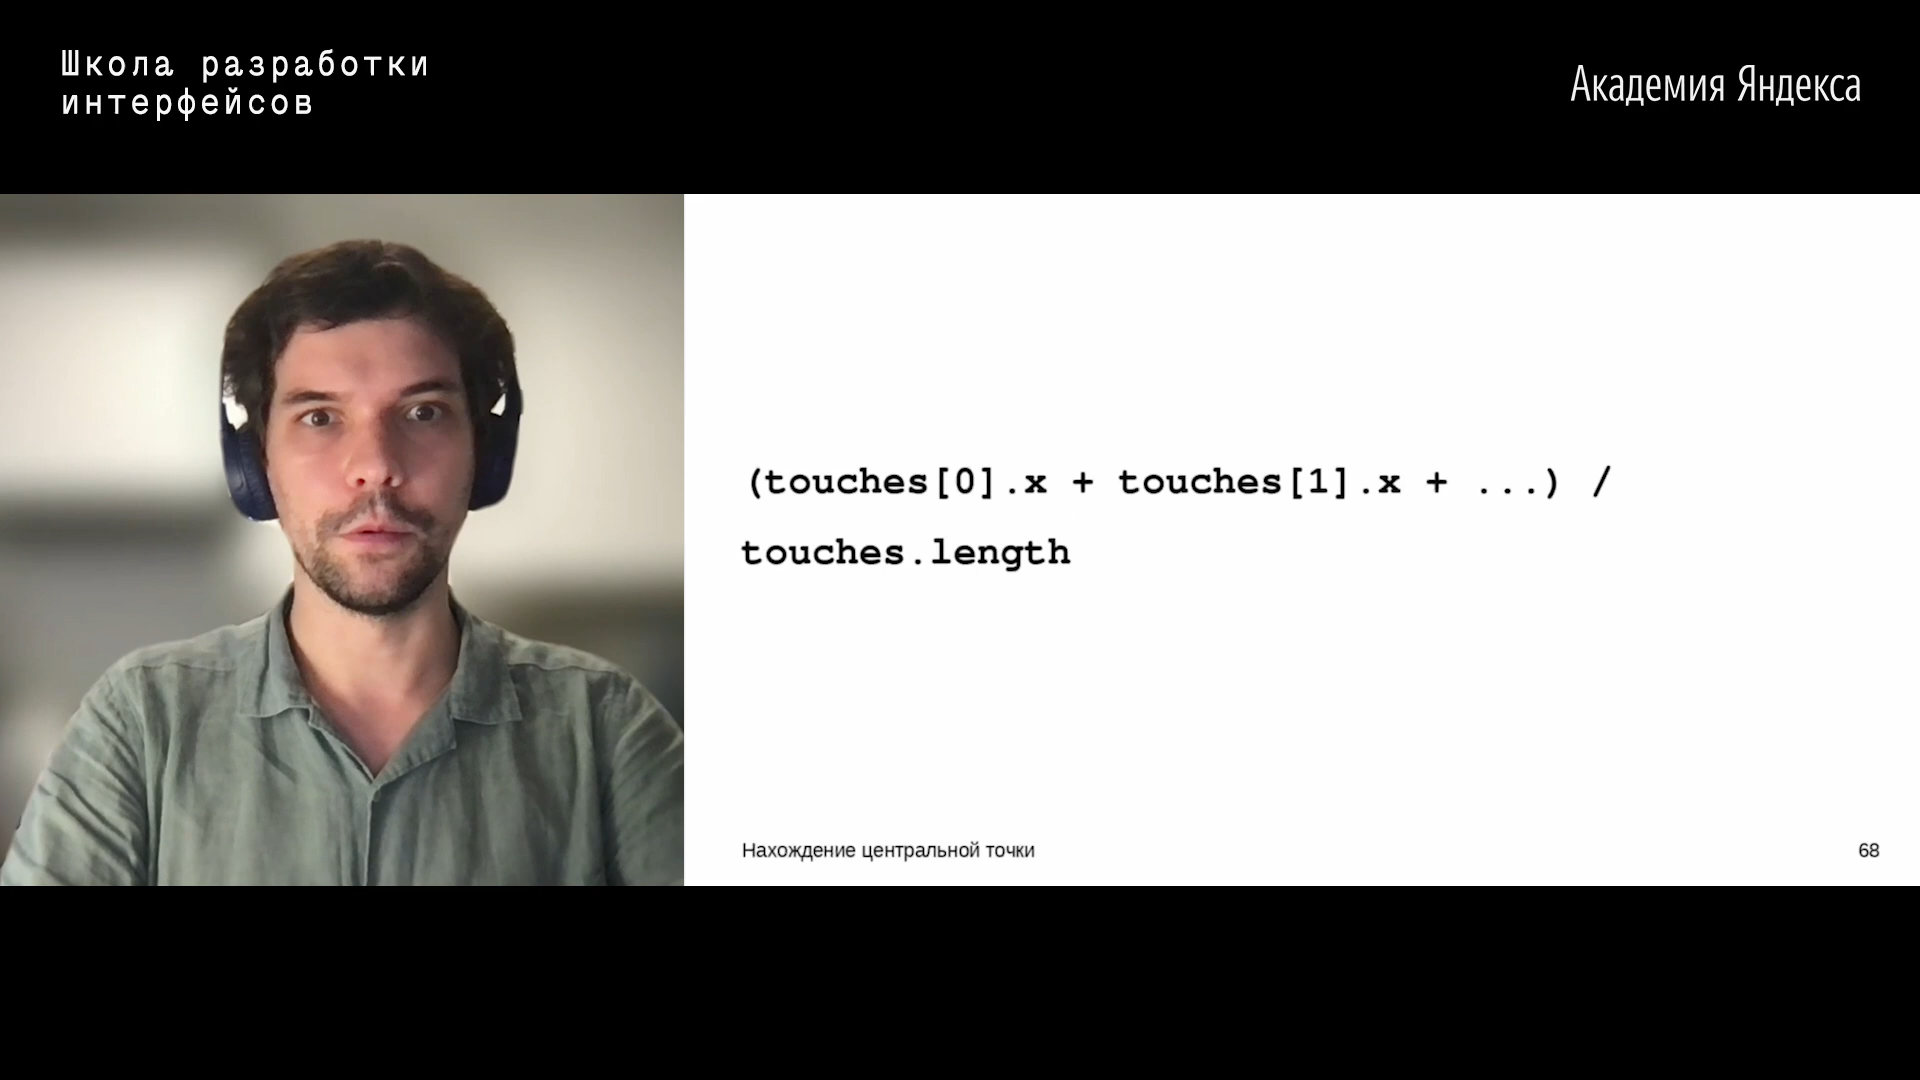 Школа разработки
интерфейсов
Академия Яндекса
(touches[0].x + touches[1].x + ...) /
touches.length
Нахождение центральной точки
68